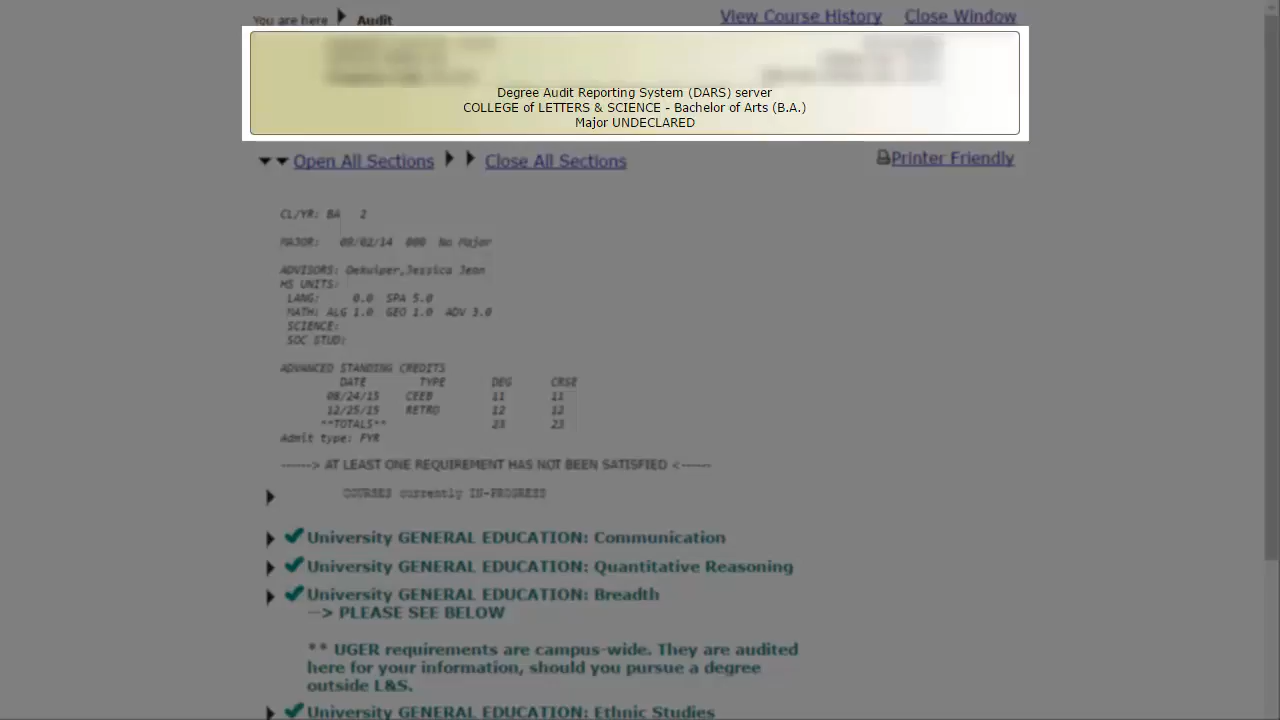 You are here Audit View Course History Close Window
Degree Audit Reporting System (DARS) server
COLLEGE of LETTERS & SCIENCE - Bachelor of Arts (B.A.)
Major UNDECLARED
Open All Sections Close All Sections Printer Friendly
CL/YR: BA 2
MAJOR: 09/02/14 000 No Major
ADVISORS: Jessica Jean
HS UNITS:
LANG: 0.0 SPA 5.0
MATH: ALG 1.0 GEO 1.0 ADV 3.0
SCIENCE:
SOC STUD:
ADVANCED STANDING CREDITS
DATE TYPE DEG CRSE
08/24/15 CEEB 11 11
12/25/15 RETRO 12 12
**TOTALS** 23 23
Admit type: FYR
------> AT LEAST ONE REQUIREMENT HAS NOT BEEN SATISFIED <------
COURSES currently IN-PROGRESS
University GENERAL EDUCATION: Communication
University GENERAL EDUCATION: Quantitative Reasoning
University GENERAL EDUCATION: Breadth
--> PLEASE SEE BELOW
** UGER requirements are campus-wide. They are audited
here for your information, should you pursue a degree
outside L&S.
University GENERAL EDUCATION: Ethnic Studies